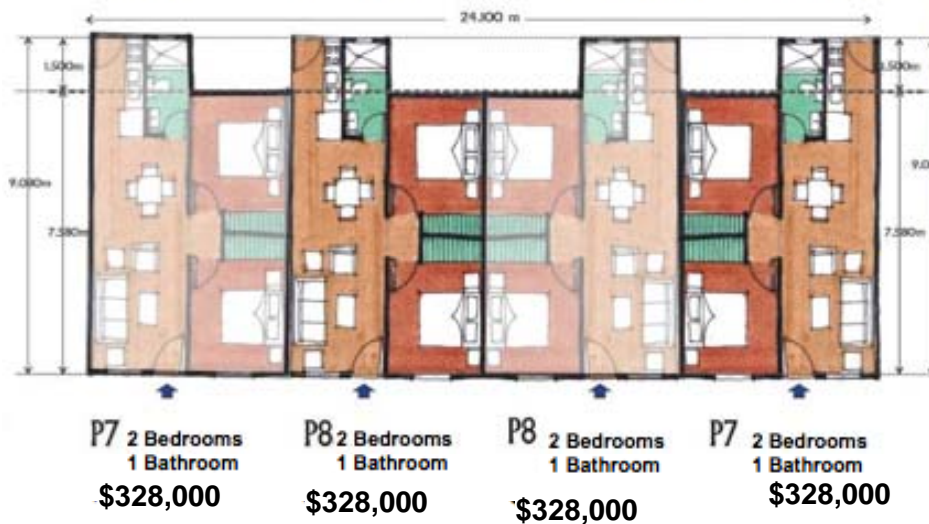 24.100 m
1.500m
1.500m
9.080m
7.580m
9.0
7.580m
P7 2 Bedrooms
1 Bathroom
$328,000
P8 2 Bedrooms
1 Bathroom
$328,000
P8 2 Bedrooms
1 Bathroom
$328,000
P7 2 Bedrooms
1 Bathroom
$328,000